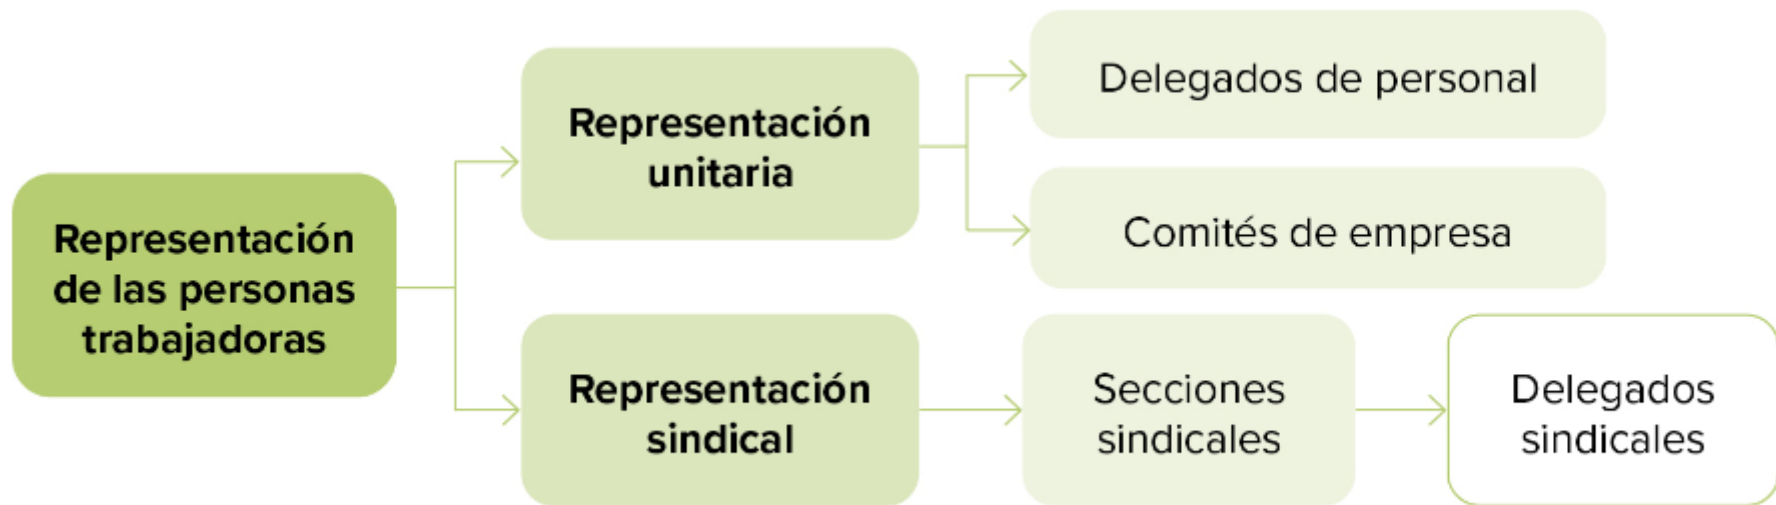 Representación
de las personas
trabajadoras
Representación
unitaria
Delegados de personal
Comités de empresa
Representación
sindical
Secciones
sindicales
Delegados
sindicales